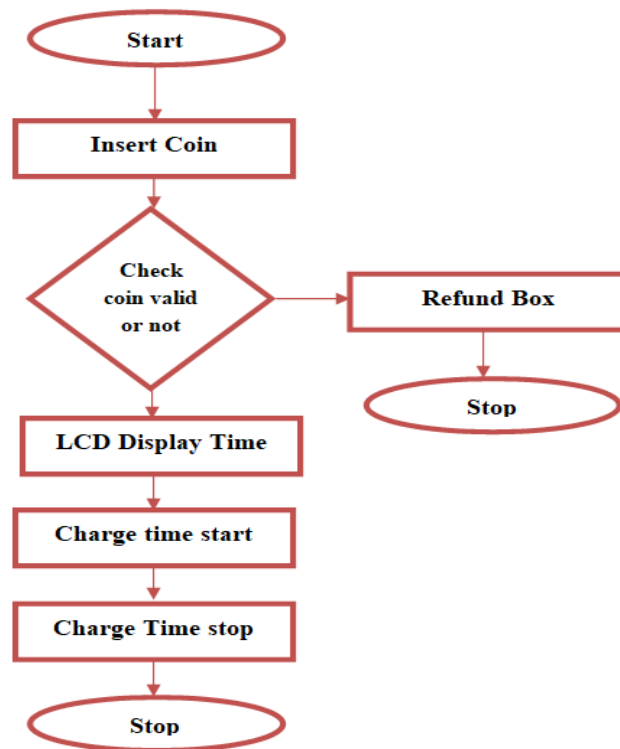 Start
Insert Coin
Check
coin valid
or not
Refund Box
Stop
LCD Display Time
Charge time start
Charge Time stop
Stop